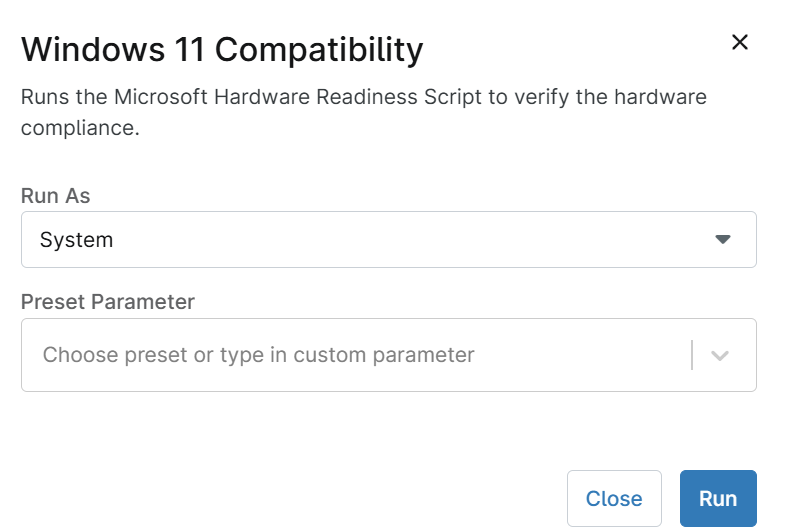 Windows 11 Compatibility
Runs the Microsoft Hardware Readiness Script to verify the hardware
compliance.
Run As
System
Preset Parameter
Choose preset or type in custom parameter
Close
Run